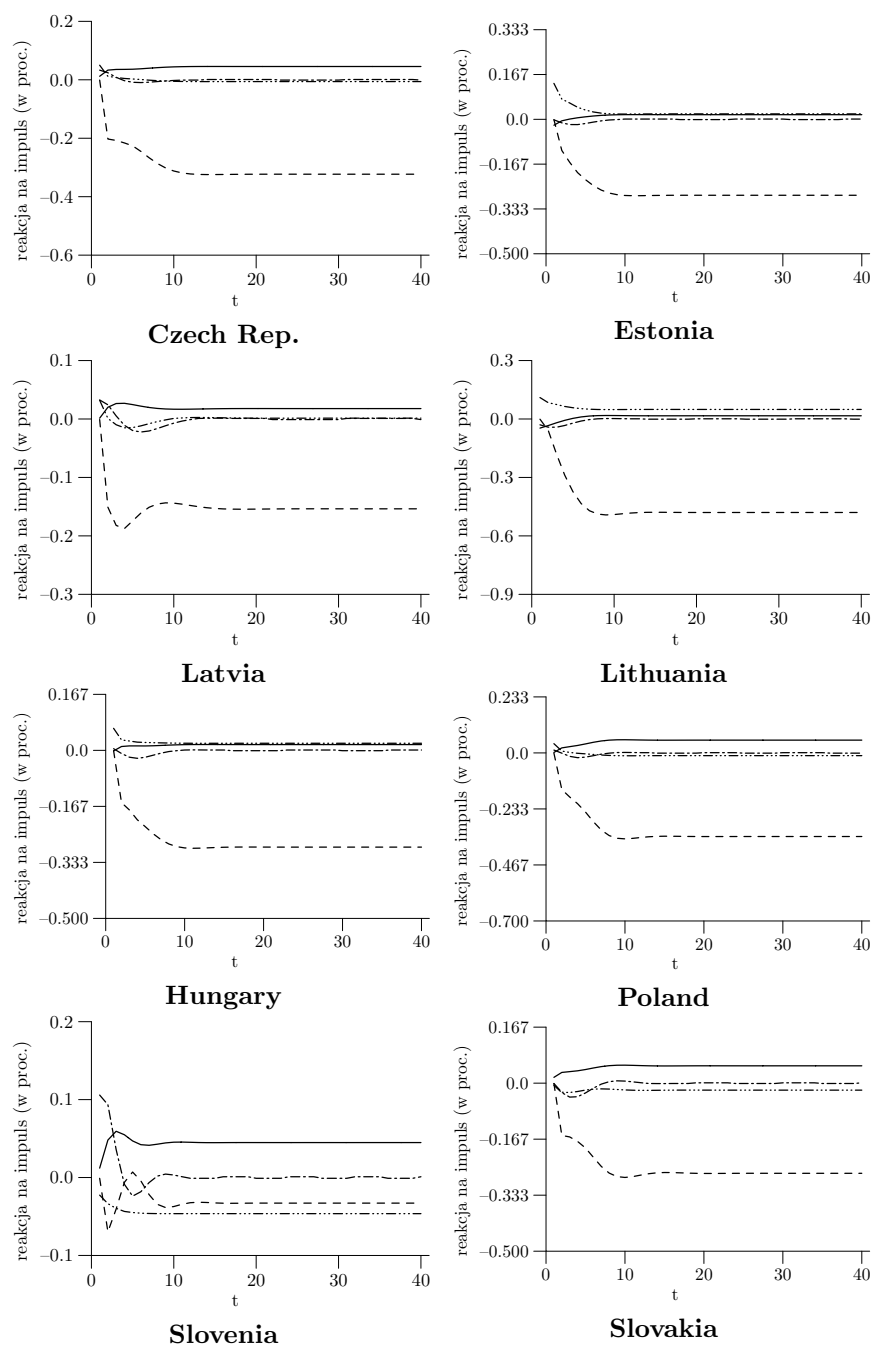 0.2
0.0
–0.2
–0.4
–0.6
reakcja na impuls (w proc.)
0 10 20 30 40
t
Czech Rep.
0.333
0.167
0.0
–0.167
–0.333
–0.500
reakcja na impuls (w proc.)
0 10 20 30 40
t
Estonia
0.1
0.0
–0.1
–0.2
–0.3
reakcja na impuls (w proc.)
0 10 20 30 40
t
Latvia
0.3
0.0
–0.3
–0.6
–0.9
reakcja na impuls (w proc.)
0 10 20 30 40
t
Lithuania
0.167
0.0
–0.167
–0.333
–0.500
reakcja na impuls (w proc.)
0 10 20 30 40
t
Hungary
0.233
0.0
–0.233
–0.467
–0.700
reakcja na impuls (w proc.)
0 10 20 30 40
t
Poland
0.2
0.1
0.0
–0.1
reakcja na impuls (w proc.)
0 10 20 30 40
t
Slovenia
0.167
0.0
–0.167
–0.333
–0.500
reakcja na impuls (w proc.)
0 10 20 30 40
t
Slovakia